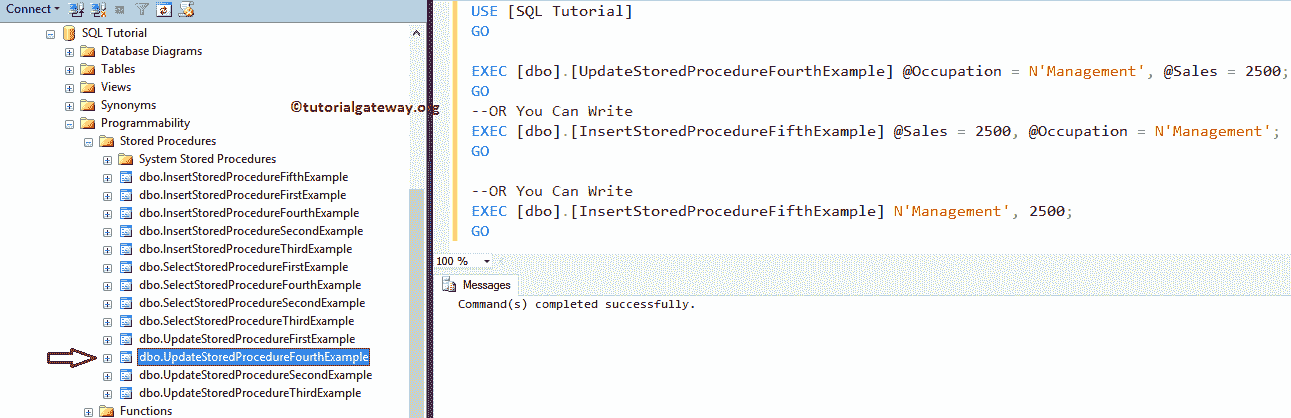 Connect
SQL Tutorial
Database Diagrams
Tables
Views
Synonyms
©tutorialgateway.org
Programmability
Stored Procedures
System Stored Procedures
dbo.InsertStoredProcedureFifthExample
dbo.InsertStoredProcedureFirstExample
dbo.InsertStoredProcedureFourthExample
dbo.InsertStoredProcedureSecondExample
dbo.InsertStoredProcedureThirdExample
dbo.SelectStoredProcedureFirstExample
dbo.SelectStoredProcedureFourthExample
dbo.SelectStoredProcedureSecondExample
dbo.SelectStoredProcedureThirdExample
dbo.UpdateStoredProcedureFirstExample
dbo.UpdateStoredProcedureFourthExample
dbo.UpdateStoredProcedureSecondExample
dbo.UpdateStoredProcedureThirdExample
Functions
USE [SQL Tutorial]
GO
EXEC [dbo].[UpdateStoredProcedureFourthExample] @Occupation = N'Management', @Sales = 2500;
GO
--OR You Can Write
EXEC [dbo].[InsertStoredProcedureFifthExample] @Sales = 2500, @Occupation = N'Management';
GO
--OR You Can Write
EXEC [dbo].[InsertStoredProcedureFifthExample] N'Management', 2500;
GO
100 %
Messages
Command(s) completed successfully.